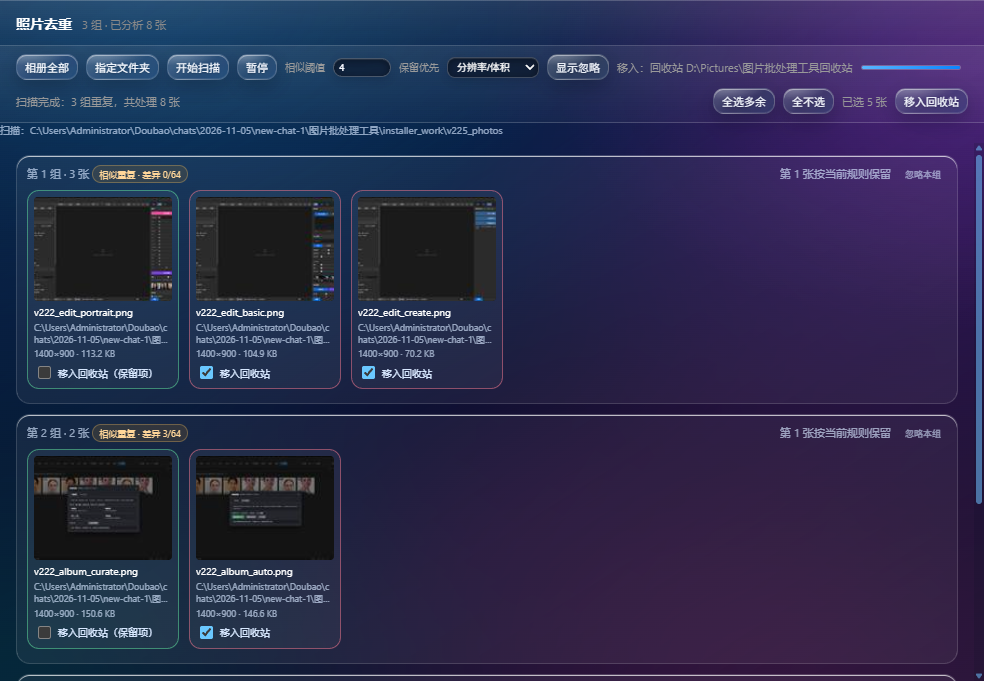 照片去重 3 组 · 已分析 8 张
相册全部 指定文件夹 开始扫描 暂停 相似阈值 4 保留优先 分辨率/体积 显示忽略 移入：回收站 D:\Pictures\图片批处理工具回收站
扫描完成：3 组重复，共处理 8 张 全选多余 全不选 已选 5 张 移入回收站
扫描：C:\Users\Administrator\Doubao\chats\2026-11-05\new-chat-1\图片批处理工具\installer_work\v225_photos
第 1 组 · 3 张 相似重复 · 差异 0/64 第 1 张按当前规则保留 忽略本组
v222_edit_portrait.png
C:\Users\Administrator\Doubao\c
hats\2026-11-05\new-chat-1\图...
1400×900 · 113.2 KB
移入回收站（保留项）
v222_edit_basic.png
C:\Users\Administrator\Doubao\c
hats\2026-11-05\new-chat-1\图...
1400×900 · 104.9 KB
移入回收站
v222_edit_create.png
C:\Users\Administrator\Doubao\c
hats\2026-11-05\new-chat-1\图...
1400×900 · 70.2 KB
移入回收站
第 2 组 · 2 张 相似重复 · 差异 3/64 第 1 张按当前规则保留 忽略本组
v222_album_curate.png
C:\Users\Administrator\Doubao\c
hats\2026-11-05\new-chat-1\图...
1400×900 · 150.6 KB
移入回收站（保留项）
v222_album_auto.png
C:\Users\Administrator\Doubao\c
hats\2026-11-05\new-chat-1\图...
1400×900 · 146.6 KB
移入回收站